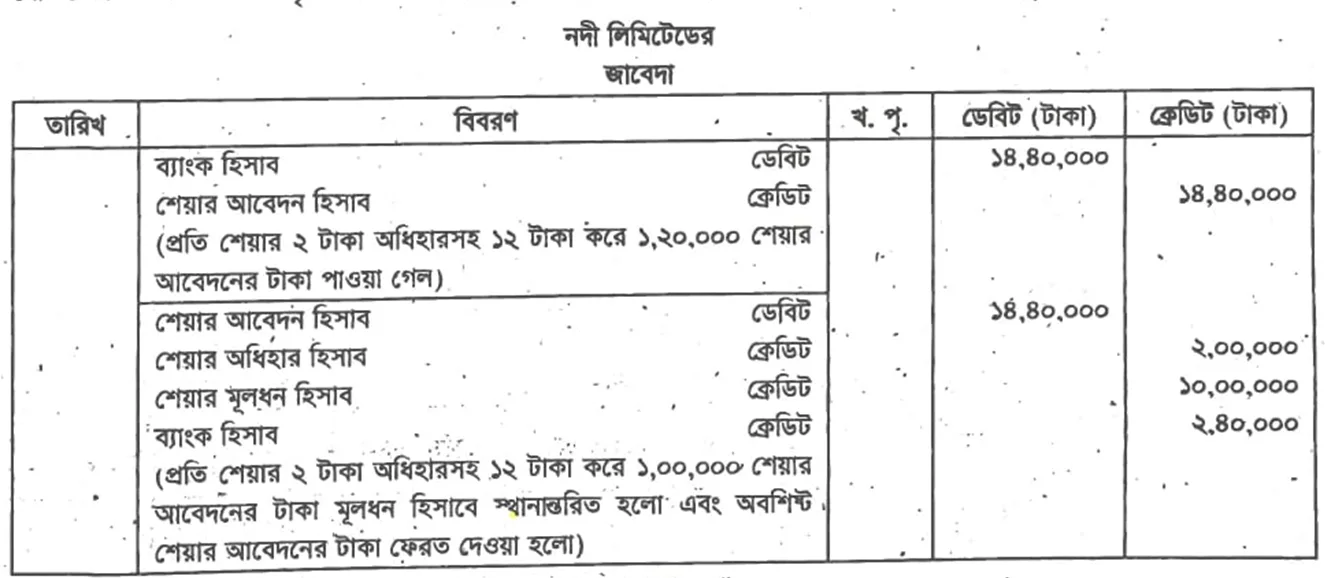 নদী লিমিটেডের
জাবেদা
তারিখ বিবরণ খ. পৃ. ডেবিট (টাকা) ক্রেডিট (টাকা)
ব্যাংক হিসাব ডেবিট ১৪,৪০,০০০
শেয়ার আবেদন হিসাব ক্রেডিট ১৪,৪০,০০০
(প্রতি শেয়ার ২ টাকা অধিহারসহ ১২ টাকা করে ১,২০,০০০ শেয়ার
আবেদনের টাকা পাওয়া গেল)
শেয়ার আবেদন হিসাব ডেবিট ১৪,৪০,০০০
শেয়ার অধিহার হিসাব ক্রেডিট ২,০০,০০০
শেয়ার মূলধন হিসাব ক্রেডিট ১০,০০,০০০
ব্যাংক হিসাব ক্রেডিট ২,৪০,০০০
(প্রতি শেয়ার ২ টাকা অধিহারসহ ১২ টাকা করে ১,০০,০০০ শেয়ার
আবেদনের টাকা মূলধন হিসাবে স্থানান্তরিত হলো এবং অবশিষ্ট
শেয়ার আবেদনের টাকা ফেরত দেওয়া হলো)